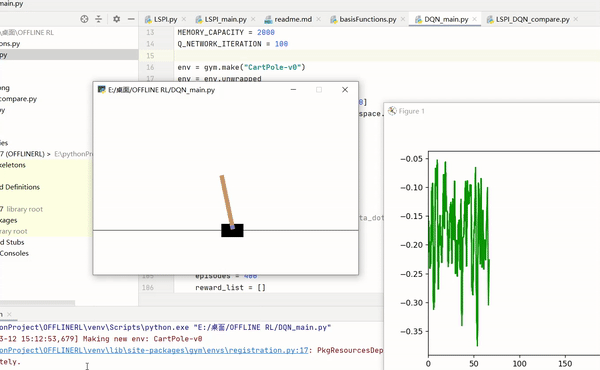 main.py
\OFFLINE RL
ons.py
.py
ong
compare.py
py
ies
7 (OFFLINERL) > E:\pythonPr
keletons
d Definitions
7 library root
kages
rary root
d Stubs
Consoles
LSPI.py
LSPI_main.py
readme.md
basisFunctions.py
DQN_main.py
LSPI_DQN_compare.py
13 MEMORY_CAPACITY = 2000
14 Q_NETWORK_ITERATION = 100
15
16 env = gym.make("CartPole-v0")
17 env = env.unwrapped
0]
space.
ta_dot
E:/桌面/OFFLINE RL/DQN_main.py
episodes = 400
106 reward_list = []
Figure 1
−0.05
−0.10
−0.15
−0.20
−0.25
−0.30
−0.35
0 50 100 150
onProject\OFFLINERL\venv\Scripts\python.exe "E:/桌面/OFFLINE RL/DQN_main.py"
3-12 15:12:53,679] Making new env: CartPole-v0
onProject\OFFLINERL\venv\lib\site-packages\gym\envs\registration.py:17: PkgResourcesDep
tely.